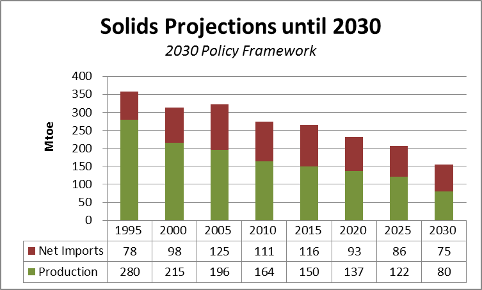 Solids Projections until 2030
2030 Policy Framework
Mtoe
400
350
300
250
200
150
100
50
0
1995 2000 2005 2010 2015 2020 2025 2030
Net Imports 78 98 125 111 116 93 86 75
Production 280 215 196 164 150 137 122 80